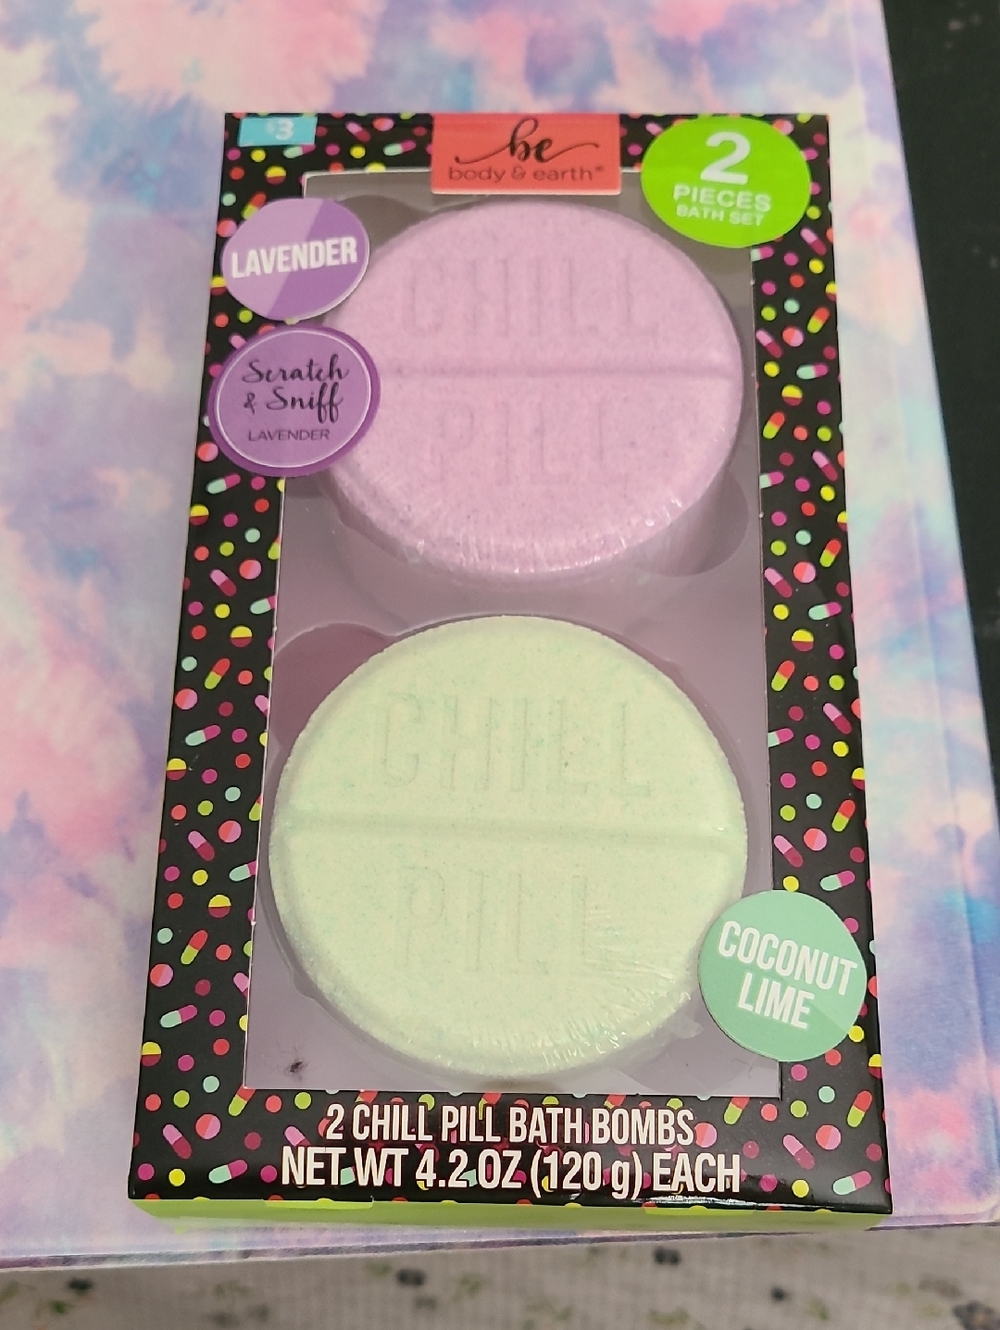 $3
be
body & earth®
2
PIECES
BATH SET
LAVENDER
Scratch
& Sniff
LAVENDER
CHILL
PILL
CHILL
PILL
COCONUT
LIME
2 CHILL PILL BATH BOMBS
NET WT 4.2 OZ (120 g) EACH